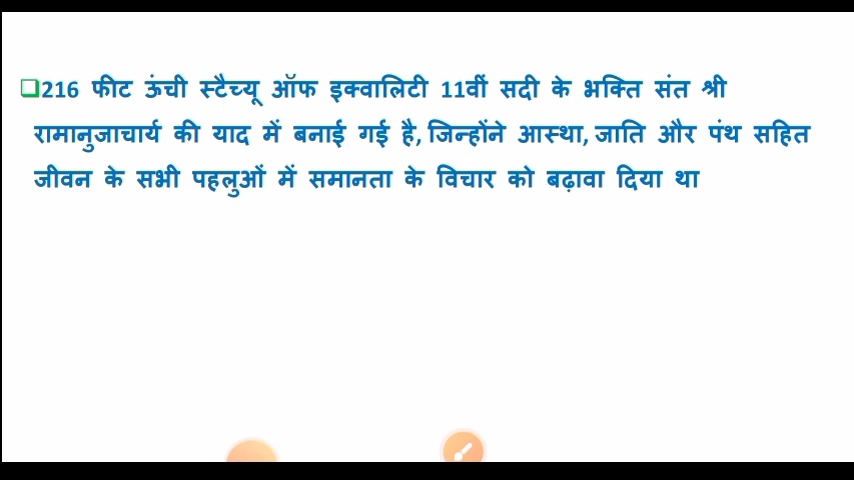 216 फीट ऊंची स्टैच्यू ऑफ इक्वालिटी 11वीं सदी के भक्ति संत श्री
रामानुजाचार्य की याद में बनाई गई है, जिन्होंने आस्था, जाति और पंथ सहित
जीवन के सभी पहलुओं में समानता के विचार को बढ़ावा दिया था